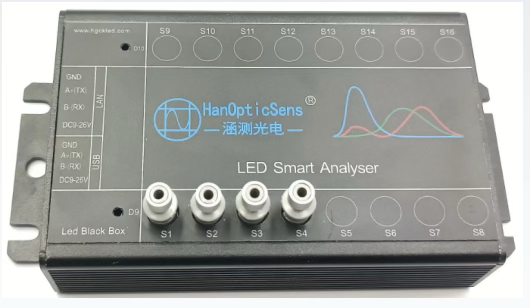 www.hgckled.com
S9 S10 S11 S12 S13 S14 S15 S16
D13
GND
A+(TX)
B-(RX)
DC9-26V
LAN
GND
A+(TX)
B-(RX)
DC9-26V
USB
HanOpticSens®
涵测光电
LED Smart Analyser
D9
Led Black Box
S1 S2 S3 S4 S5 S6 S7 S8